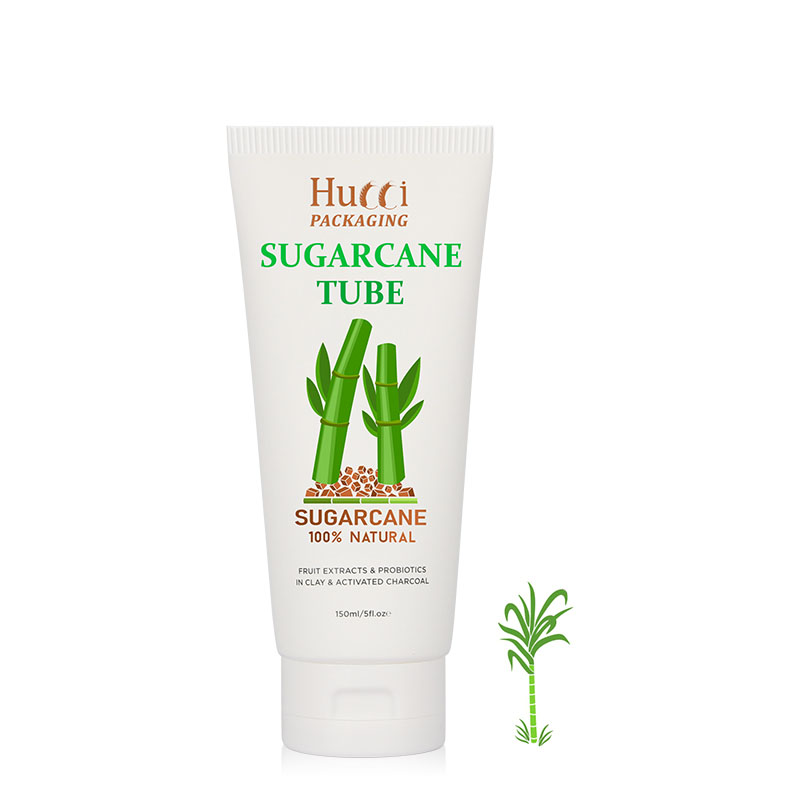 Hucci
PACKAGING
SUGARCANE
TUBE
SUGARCANE
100% NATURAL
FRUIT EXTRACTS & PROBIOTICS
IN CLAY & ACTIVATED CHARCOAL
150ml/5fl.oz℮